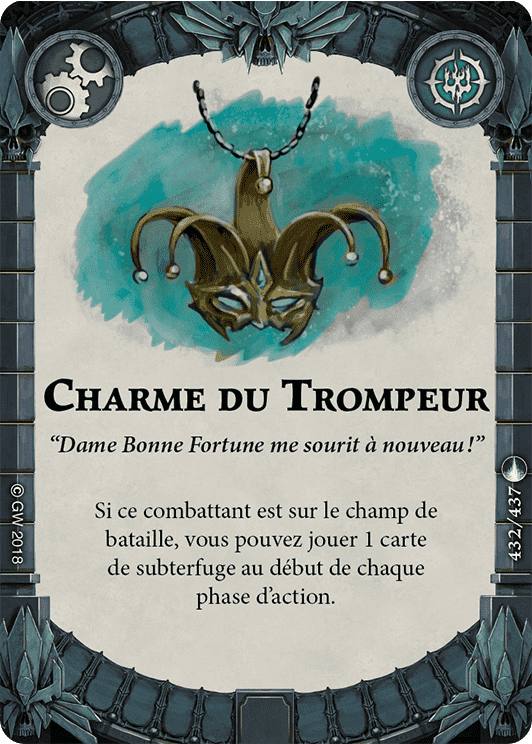 CHARME DU TROMPEUR
“Dame Bonne Fortune me sourit à nouveau !”
Si ce combattant est sur le champ de
bataille, vous pouvez jouer 1 carte
de subterfuge au début de chaque
phase d’action.
© GW 2018
432/437